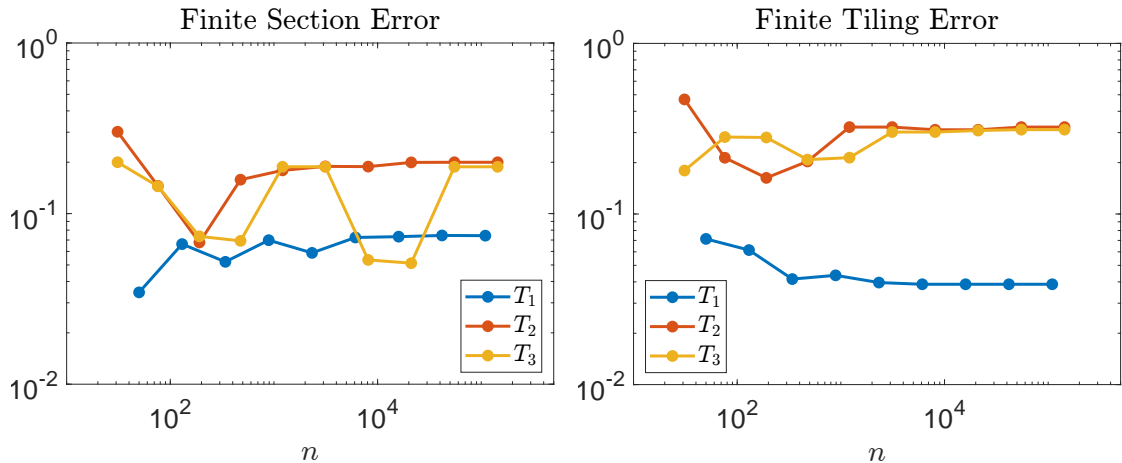 Finite Section Error
10^0
10^-1
10^-2
10^2
10^4
n
T_1
T_2
T_3
Finite Tiling Error
10^0
10^-1
10^-2
10^2
10^4
n
T_1
T_2
T_3